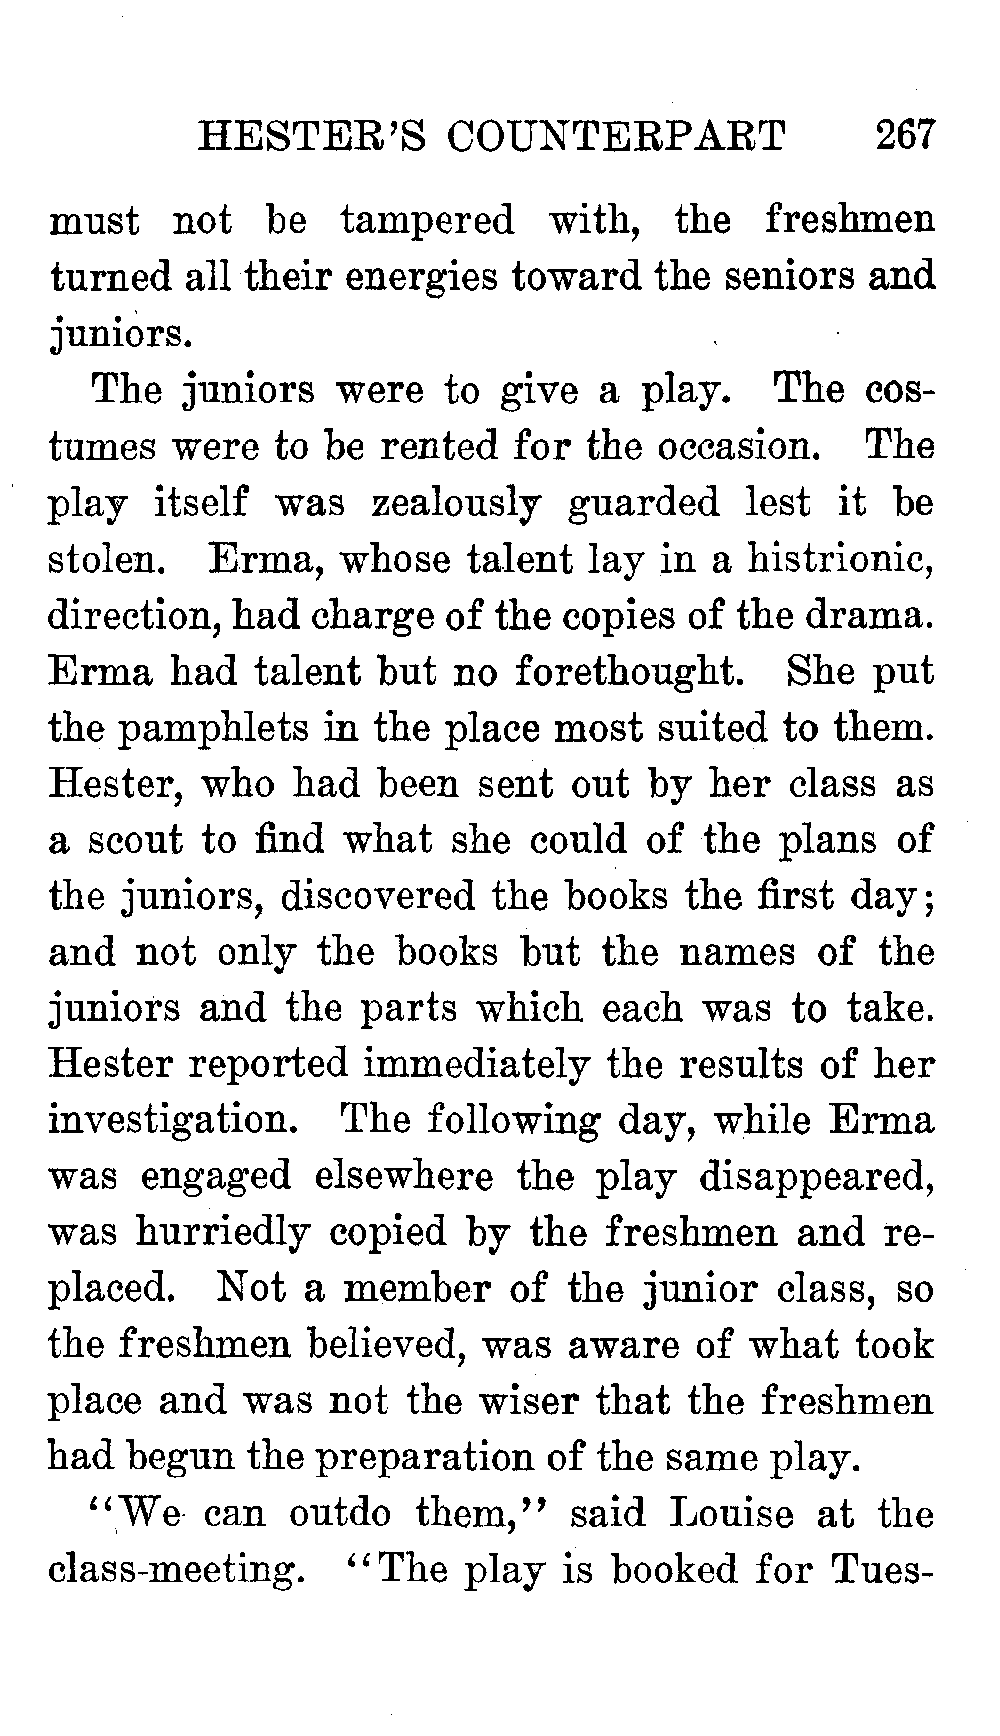 HESTER'S COUNTERPART 267
must not be tampered with, the freshmen
turned all their energies toward the seniors and
juniors.
The juniors were to give a play. The cos-
tumes were to be rented for the occasion. The
play itself was zealously guarded lest it be
stolen. Erma, whose talent lay in a histrionic,
direction, had charge of the copies of the drama.
Erma had talent but no forethought. She put
the pamphlets in the place most suited to them.
Hester, who had been sent out by her class as
a scout to find what she could of the plans of
the juniors, discovered the books the first day;
and not only the books but the names of the
juniors and the parts which each was to take.
Hester reported immediately the results of her
investigation. The following day, while Erma
was engaged elsewhere the play disappeared,
was hurriedly copied by the freshmen and re-
placed. Not a member of the junior class, so
the freshmen believed, was aware of what took
place and was not the wiser that the freshmen
had begun the preparation of the same play.
"We can outdo them," said Louise at the
class-meeting. "The play is booked for Tues-